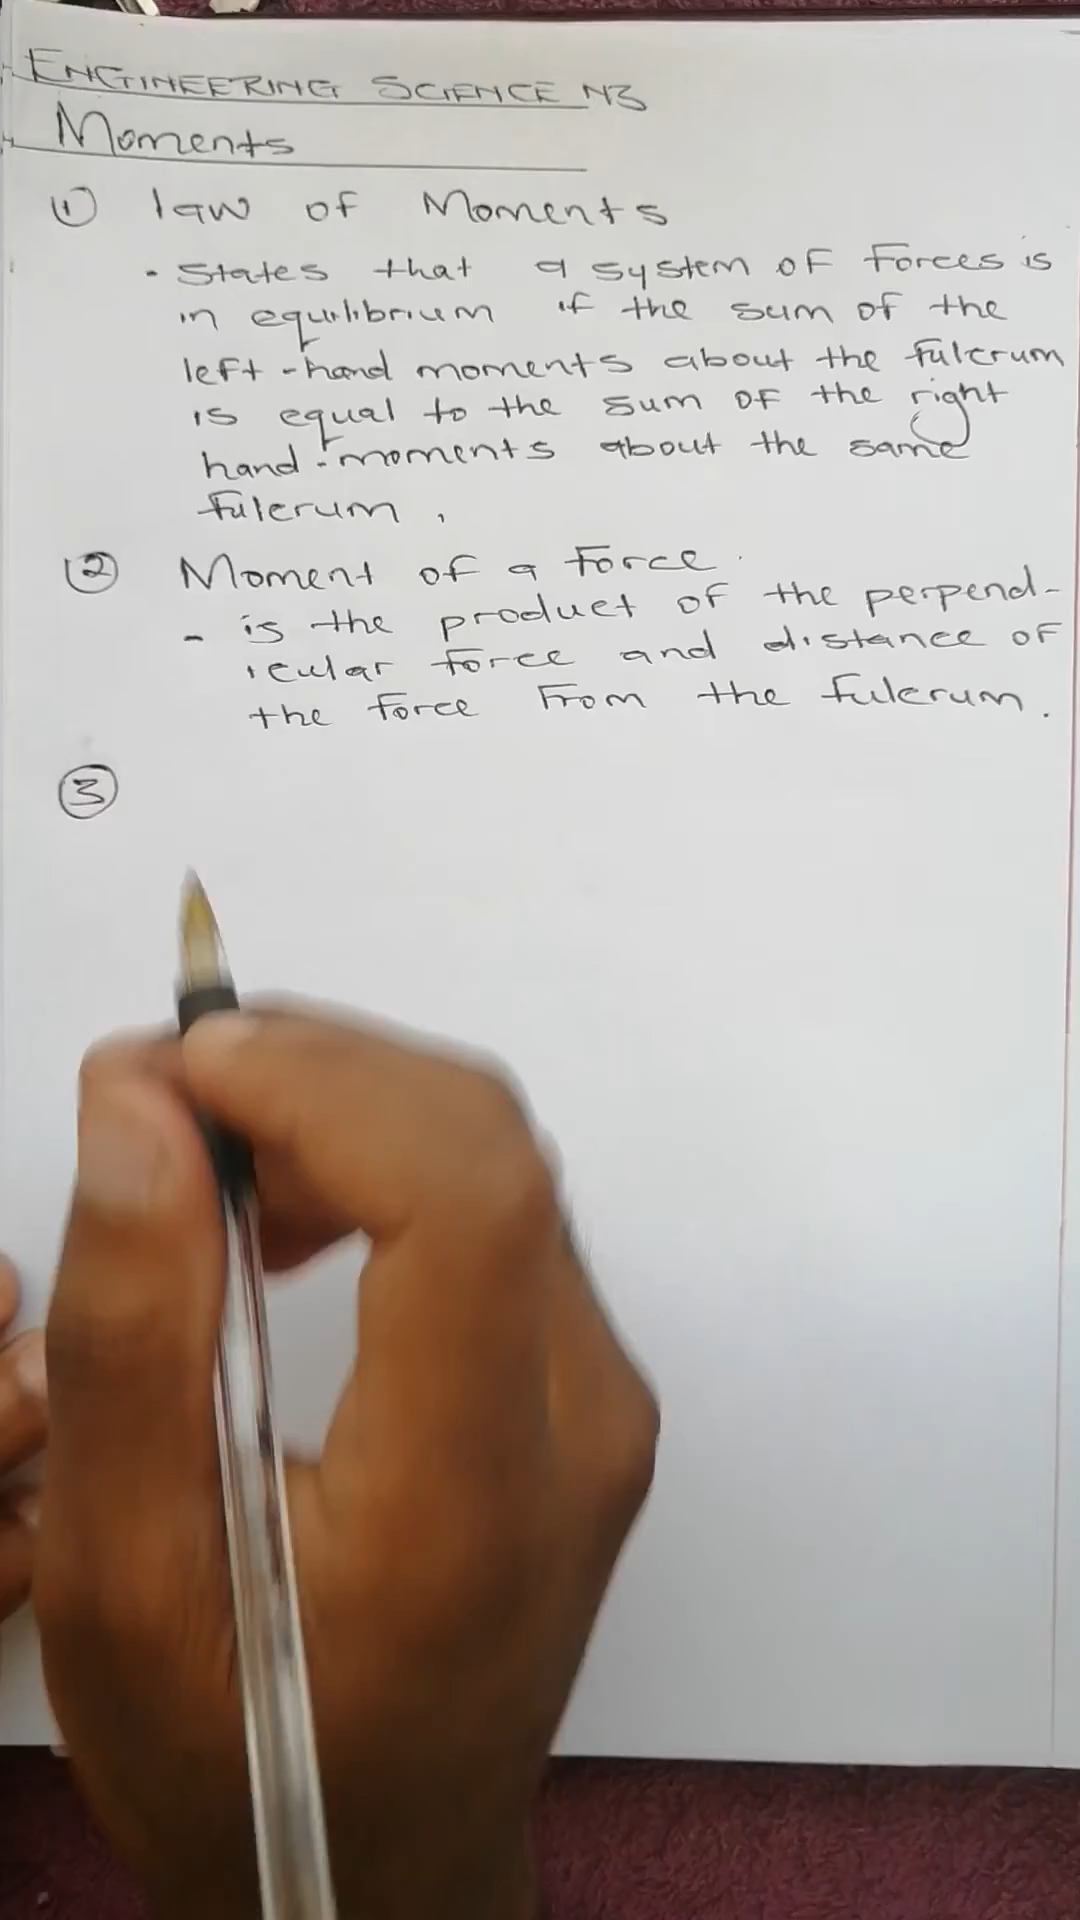 ENGINEERING SCIENCE N3
Moments
① law of Moments
• States that a system of forces is
in equilibrium if the sum of the
left-hand moments about the fulcrum
is equal to the sum of the right
hand-moments about the same
fulcrum.
② Moment of a force
- is the product of the perpend-
icular force and distance of
the force from the fulcrum.
③